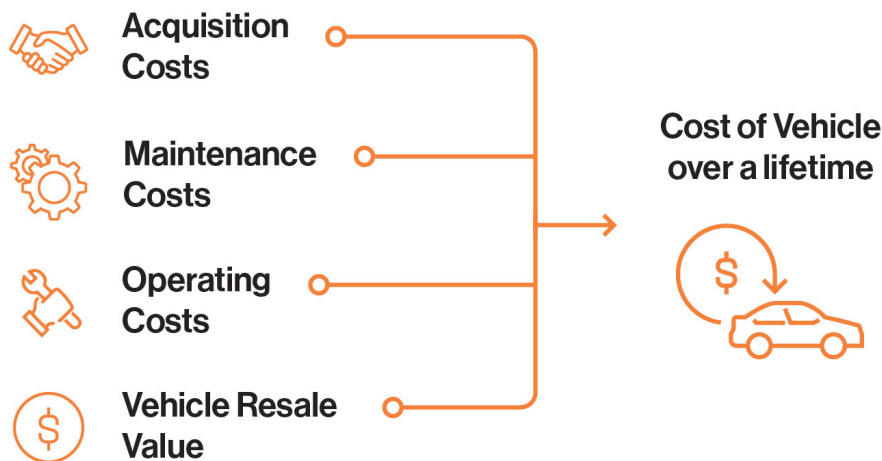 Acquisition
Costs
Maintenance
Costs
Operating
Costs
Vehicle Resale
Value
Cost of Vehicle
over a lifetime
$
$